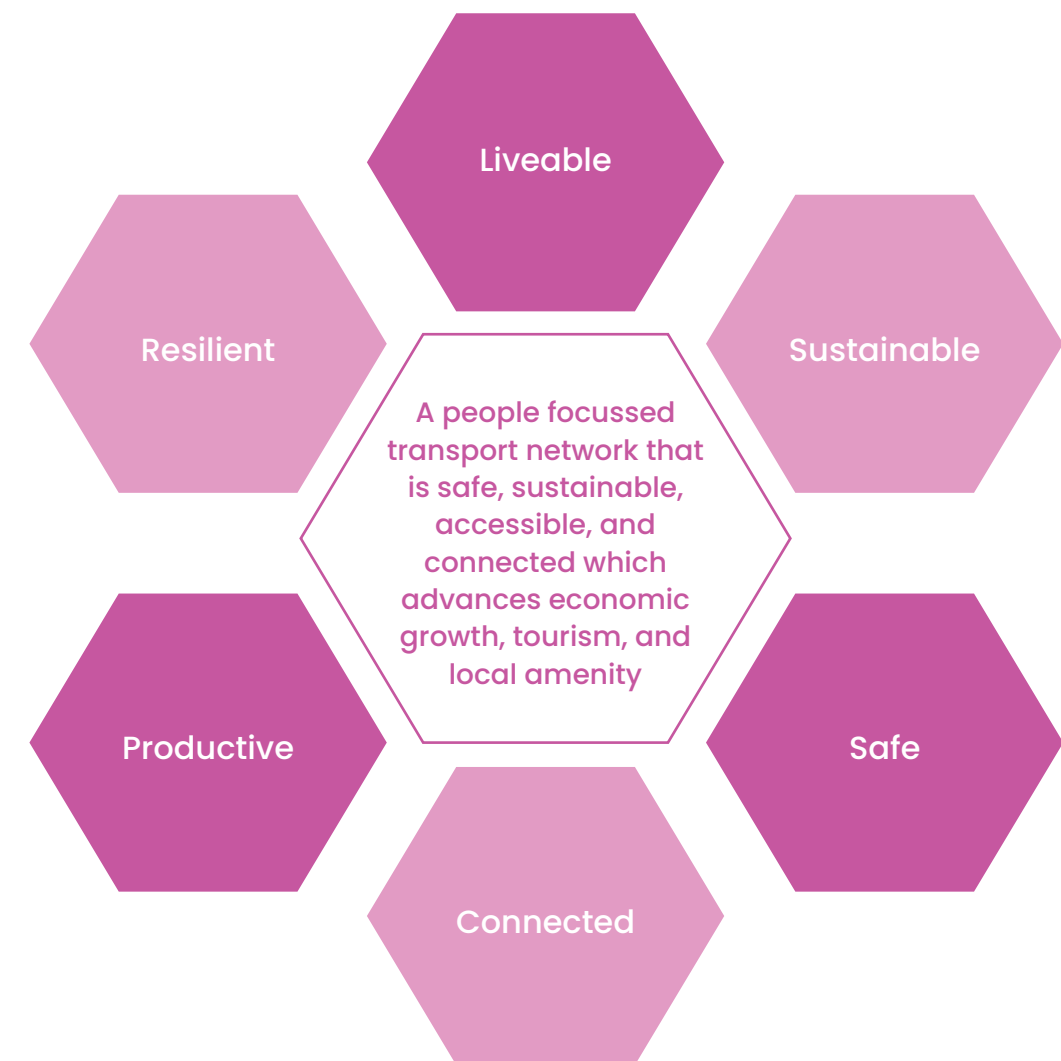 Liveable
Resilient
Sustainable
A people focussed
transport network that
is safe, sustainable,
accessible, and
connected which
advances economic
growth, tourism, and
local amenity
Productive
Safe
Connected